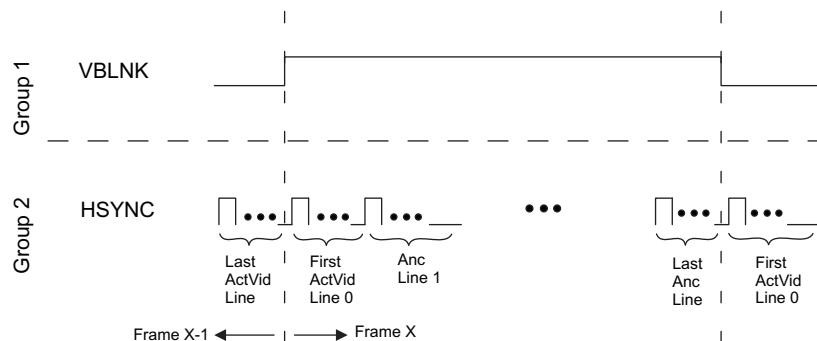 Group 1
VBLNK
Group 2
HSYNC
Last
ActVid
Line
First
ActVid
Line 0
Anc
Line 1
Last
Anc
Line
First
ActVid
Line 0
Frame X-1
Frame X